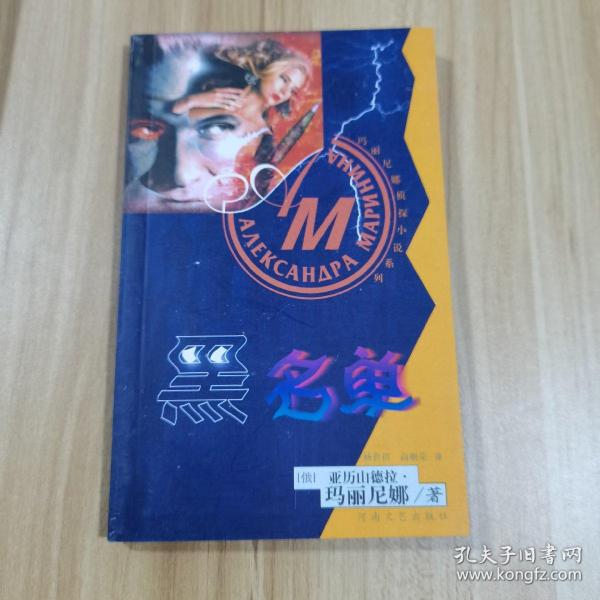 玛丽尼娜侦探小说系列
АЛЕКСАНДРА МАРИНИНА
АМ
黑名单
[俄] 亚历山德拉·
玛丽尼娜/著
河南文艺出版社
孔夫子旧书网
www.kongfz.com